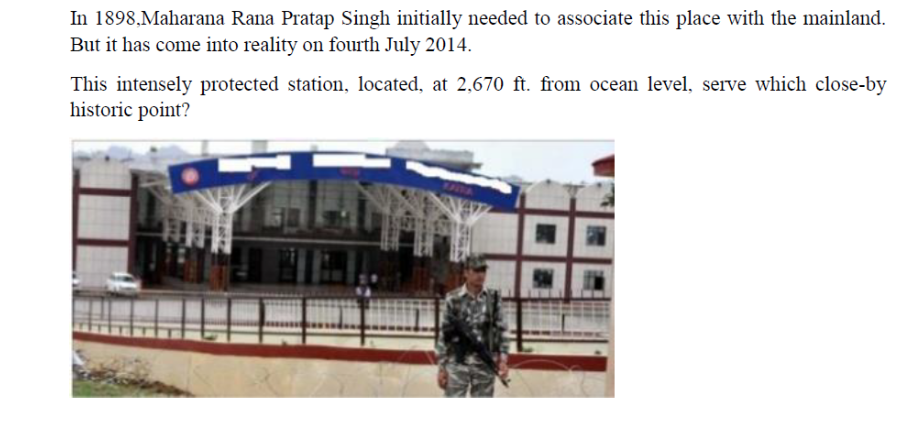 In 1898,Maharana Rana Pratap Singh initially needed to associate this place with the mainland.
But it has come into reality on fourth July 2014.
This intensely protected station, located, at 2,670 ft. from ocean level, serve which close-by
historic point?
KATRA